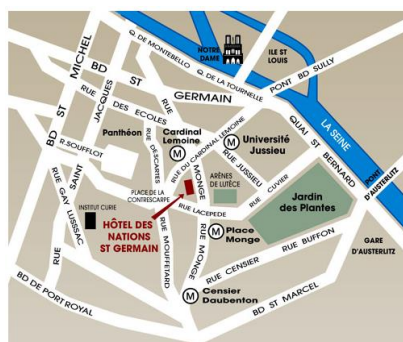 NOTRE
DAME
ILE ST
LOUIS
Q. DE MONTEBELLO
Q. DE LA TOURNELLE
PONT BD SULLY
BD ST MICHEL
BD ST GERMAIN
RUE SAINT JACQUES
RUE DES ECOLES
LA SEINE
QUAI ST BERNARD
PONT
D'AUSTERLITZ
Panthéon
Cardinal
Lemoine
M
RUE DU CARDINAL LEMOINE
M
Université
Jussieu
R.SOUFFLOT
RUE
DESCARTES
RUE JUSSIEU
RUE CUVIER
ARÈNES
DE LUTÈCE
PLACE DE LA
CONTRESCARPE
MONGE
Jardin
des Plantes
INSTITUT CURIE
HÔTEL DES
NATIONS
ST GERMAIN
RUE LACEPEDE
RUE GAY LUSSAC
RUE MOUFFETARD
M
Place
Monge
RUE MONGE
RUE BUFFON
GARE
D'AUSTERLITZ
RUE CENSIER
M
Censier
Daubenton
BD ST MARCEL
BD DE PORT ROYAL